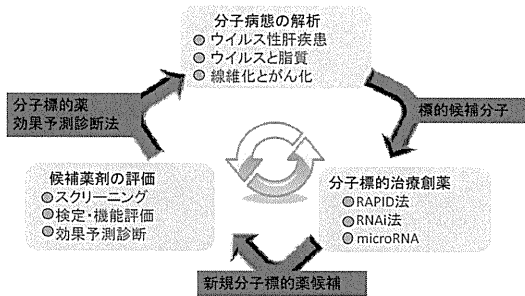 分子病態の解析
ウイルス性肝疾患
ウイルスと脂質
線維化とがん化
標的候補分子
分子標的治療創薬
RAPID法
RNAi法
microRNA
新規分子標的薬候補
候補薬剤の評価
スクリーニング
検定・機能評価
効果予測診断
分子標的薬
効果予測診断法